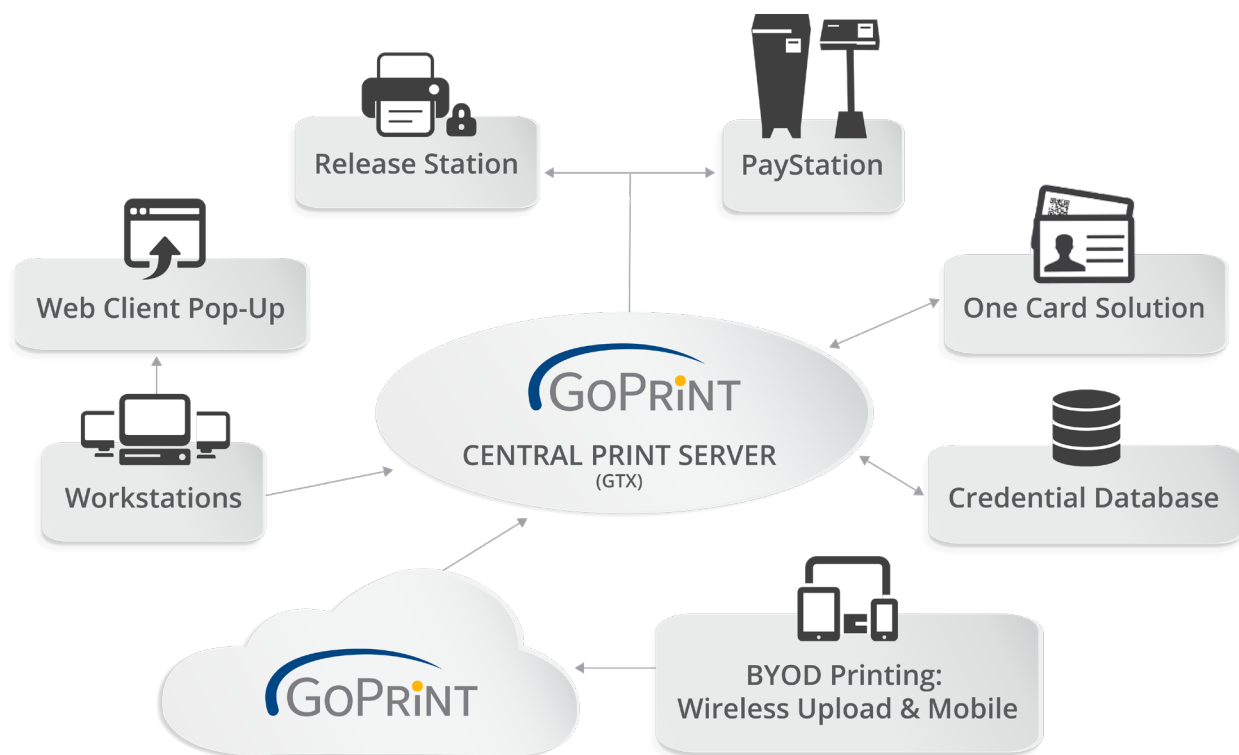 Release Station
PayStation
Web Client Pop-Up
One Card Solution
GoPRiNT
CENTRAL PRINT SERVER
(GTX)
Workstations
Credential Database
GoPRiNT
BYOD Printing:
Wireless Upload & Mobile